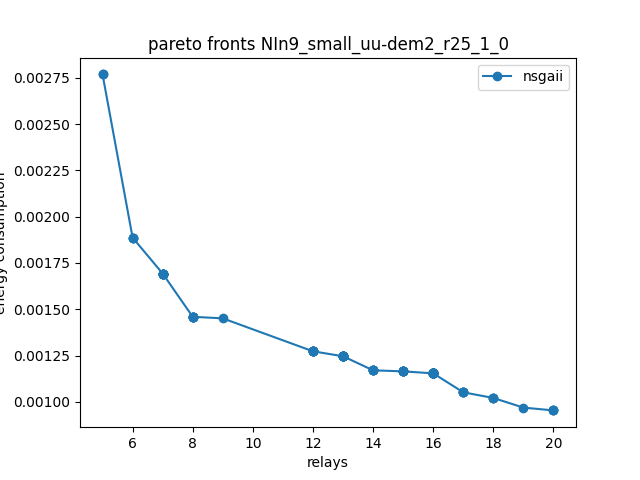 pareto fronts NIn9_small_uu-dem2_r25_1_0
nsgaii
0.00275
0.00250
0.00225
0.00200
0.00175
0.00150
0.00125
0.00100
energy consumption
6 8 10 12 14 16 18 20
relays